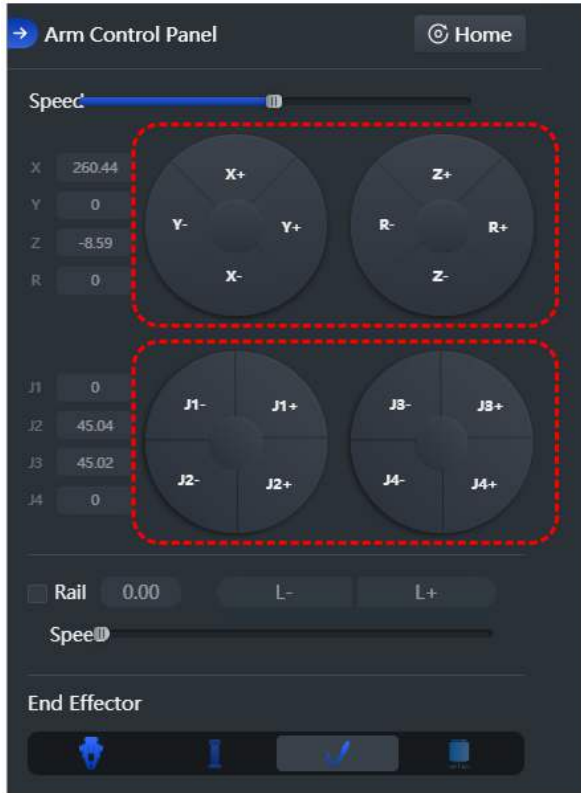 Arm Control Panel
Home
Speed
X 260.44
Y 0
Z -8.59
R 0
X+
Y- Y+
X-
Z+
R- R+
Z-
J1 0
J2 45.04
J3 45.02
J4 0
J1- J1+
J2- J2+
J3- J3+
J4- J4+
Rail 0.00 L- L+
Spee
End Effector